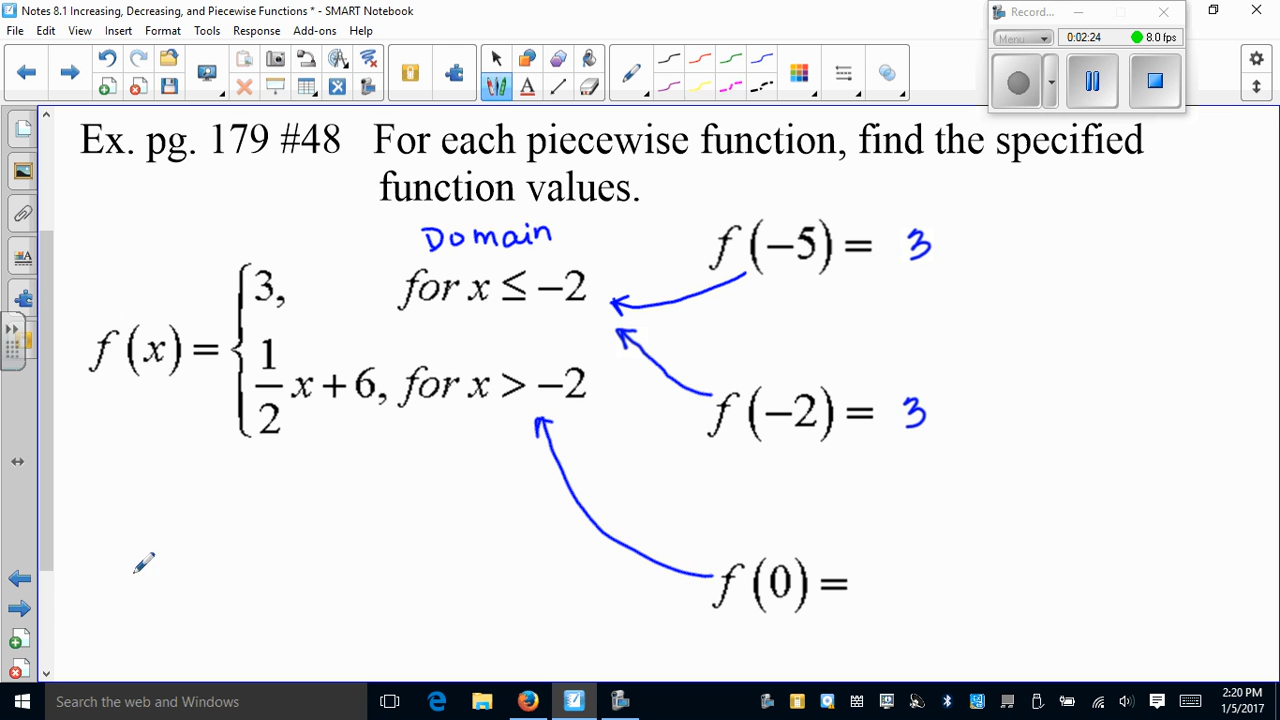 Notes 8.1 Increasing, Decreasing, and Piecewise Functions * - SMART Notebook
File Edit View Insert Format Tools Response Add-ons Help
Record...
Menu 0:02:24 8.0 fps
Ex. pg. 179 #48 For each piecewise function, find the specified
function values.
Domain
f(x) = { 3, for x ≤ −2
1/2 x + 6, for x > −2
f(−5) = 3
f(−2) = 3
f(0) =
Search the web and Windows
2:20 PM
1/5/2017